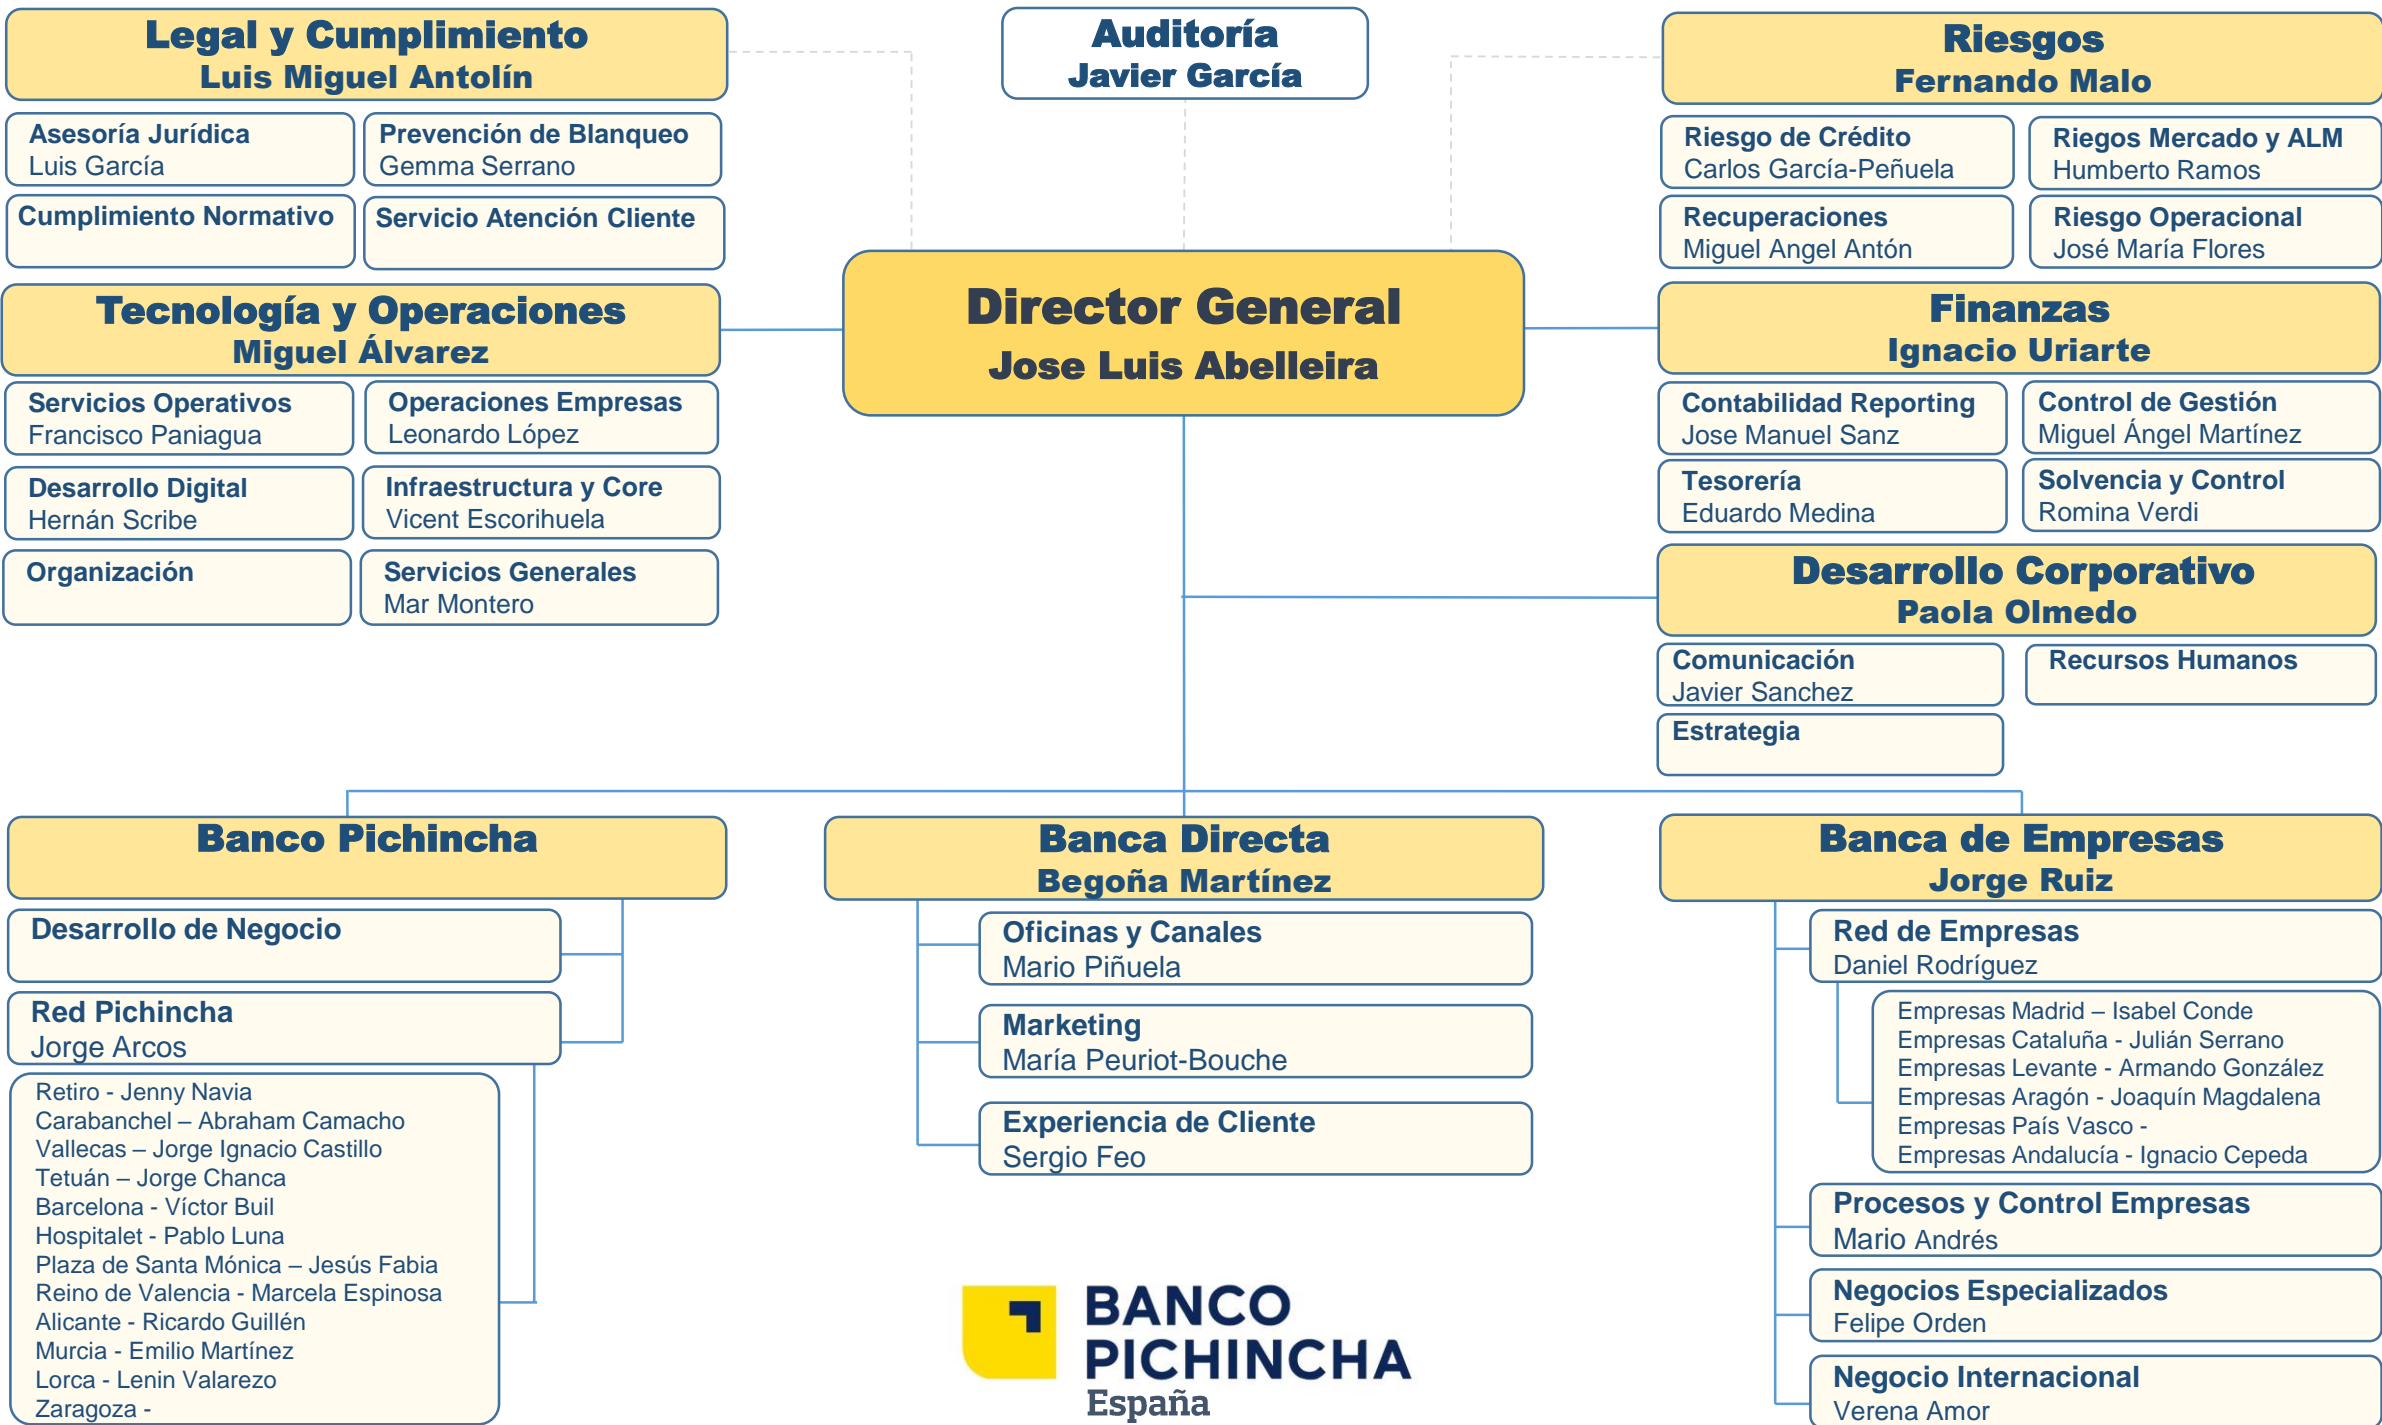 Legal y Cumplimiento
Luis Miguel Antolín
Asesoría Jurídica
Luis García
Prevención de Blanqueo
Gemma Serrano
Cumplimiento Normativo
Servicio Atención Cliente
Auditoría
Javier García
Riesgos
Fernando Malo
Riesgo de Crédito
Carlos García-Peñuela
Riegos Mercado y ALM
Humberto Ramos
Recuperaciones
Miguel Angel Antón
Riesgo Operacional
José María Flores
Director General
Jose Luis Abelleira
Tecnología y Operaciones
Miguel Álvarez
Servicios Operativos
Francisco Paniagua
Operaciones Empresas
Leonardo López
Desarrollo Digital
Hernán Scribe
Infraestructura y Core
Vicent Escorihuela
Organización
Servicios Generales
Mar Montero
Finanzas
Ignacio Uriarte
Contabilidad Reporting
Jose Manuel Sanz
Control de Gestión
Miguel Ángel Martínez
Tesorería
Eduardo Medina
Solvencia y Control
Romina Verdi
Desarrollo Corporativo
Paola Olmedo
Comunicación
Javier Sanchez
Recursos Humanos
Estrategia
Banco Pichincha
Desarrollo de Negocio
Red Pichincha
Jorge Arcos
Retiro - Jenny Navia
Carabanchel – Abraham Camacho
Vallecas – Jorge Ignacio Castillo
Tetuán – Jorge Chanca
Barcelona - Víctor Buil
Hospitalet - Pablo Luna
Plaza de Santa Mónica – Jesús Fabia
Reino de Valencia - Marcela Espinosa
Alicante - Ricardo Guillén
Murcia - Emilio Martínez
Lorca - Lenin Valarezo
Zaragoza -
Banca Directa
Begoña Martínez
Oficinas y Canales
Mario Piñuela
Marketing
María Peuriot-Bouche
Experiencia de Cliente
Sergio Feo
Banca de Empresas
Jorge Ruiz
Red de Empresas
Daniel Rodríguez
Empresas Madrid – Isabel Conde
Empresas Cataluña - Julián Serrano
Empresas Levante - Armando González
Empresas Aragón - Joaquín Magdalena
Empresas País Vasco -
Empresas Andalucía - Ignacio Cepeda
Procesos y Control Empresas
Mario Andrés
Negocios Especializados
Felipe Orden
Negocio Internacional
Verena Amor
BANCO
PICHINCHA
España